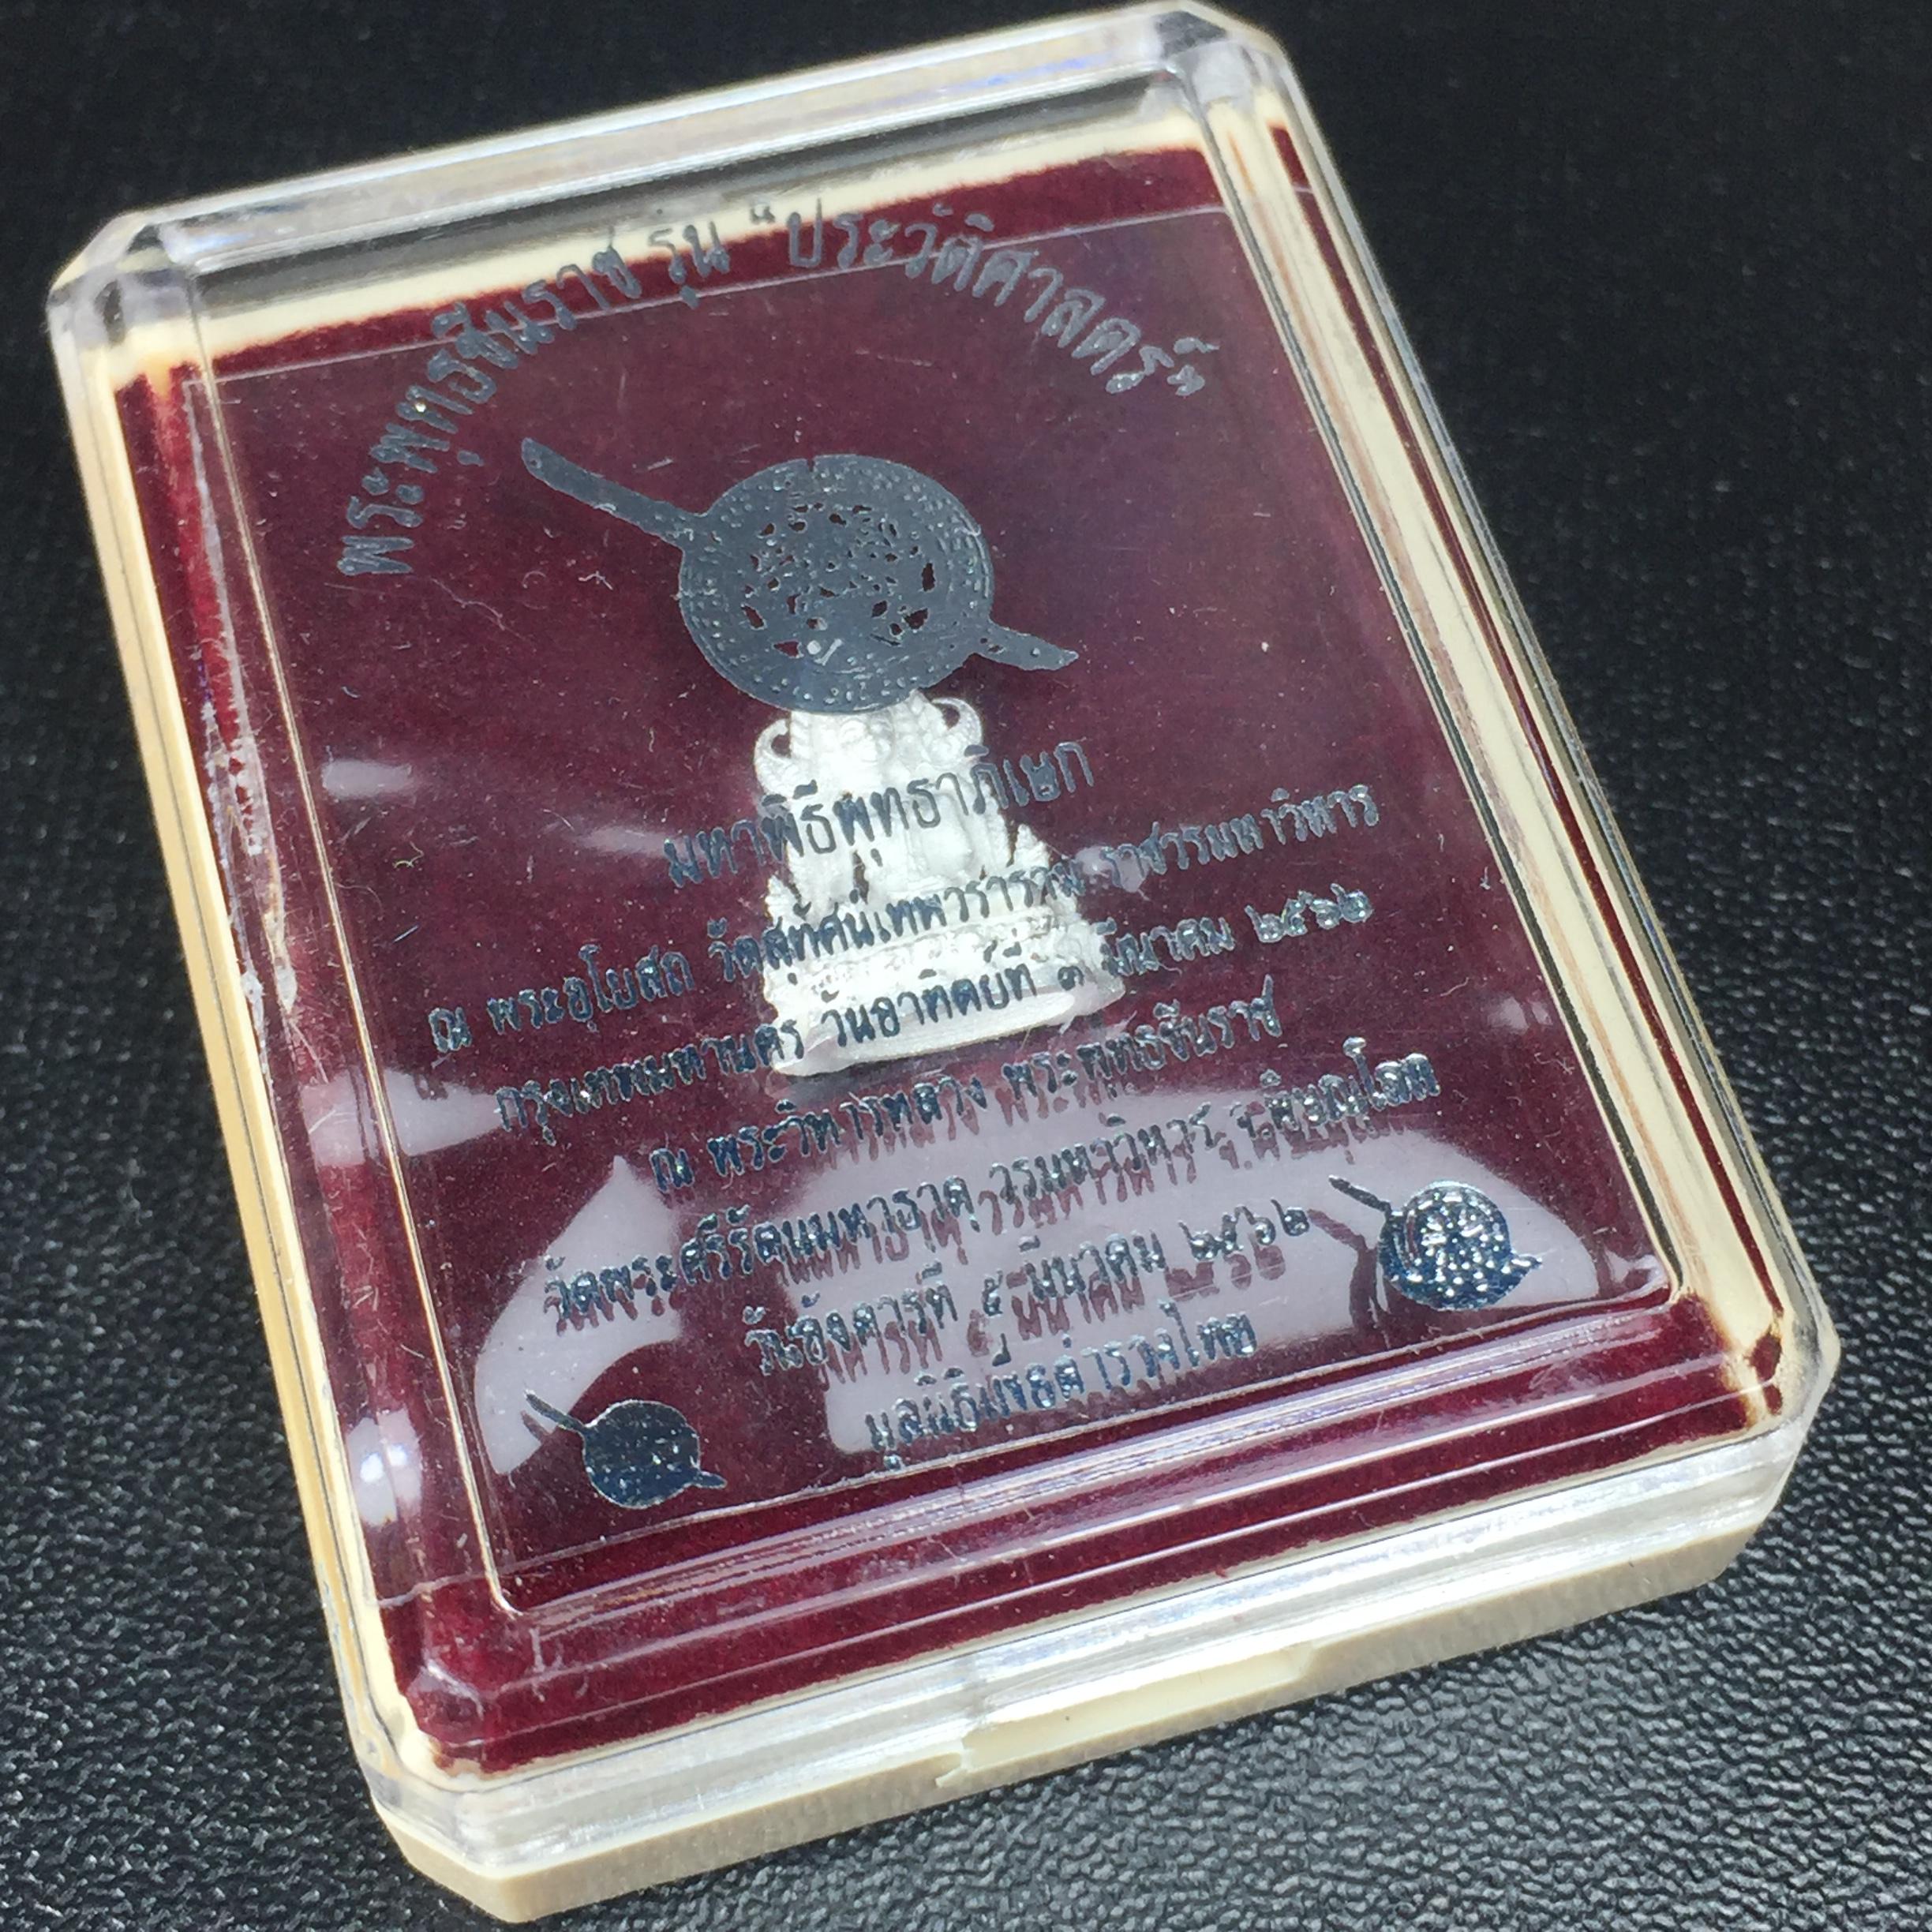 พระพุทธชินราช รุ่น "ประวัติศาสตร์"
มหาพิธีพุทธาภิเษก
ณ พระอุโบสถ วัดสุทัศน์เทพวราราม ราชวรมหาวิหาร
กรุงเทพมหานคร วันอาทิตย์ที่ ๓ มีนาคม ๒๕๖๒
ณ พระวิหารหลวง พระพุทธชินราช
วัดพระศรีรัตนมหาธาตุ วรมหาวิหาร จ.พิษณุโลก
วันอังคารที่ ๕ มีนาคม ๒๕๖๒
มูลนิธิแพธตำรวจไทย